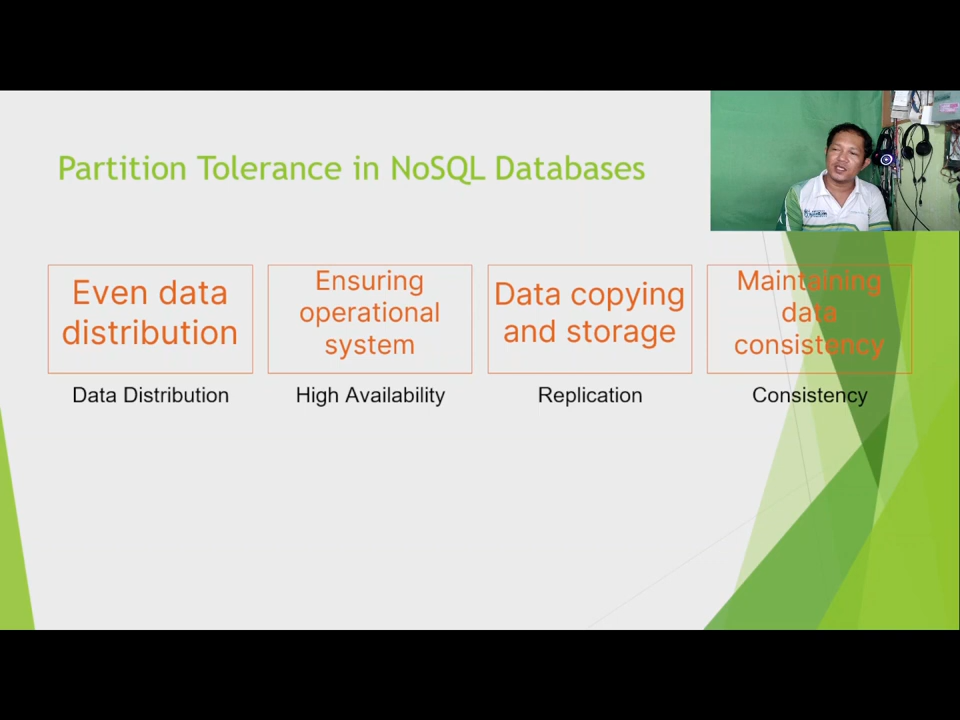 Partition Tolerance in NoSQL Databases
Even data
distribution
Data Distribution
Ensuring
operational
system
High Availability
Data copying
and storage
Replication
Maintaining
data
consistency
Consistency